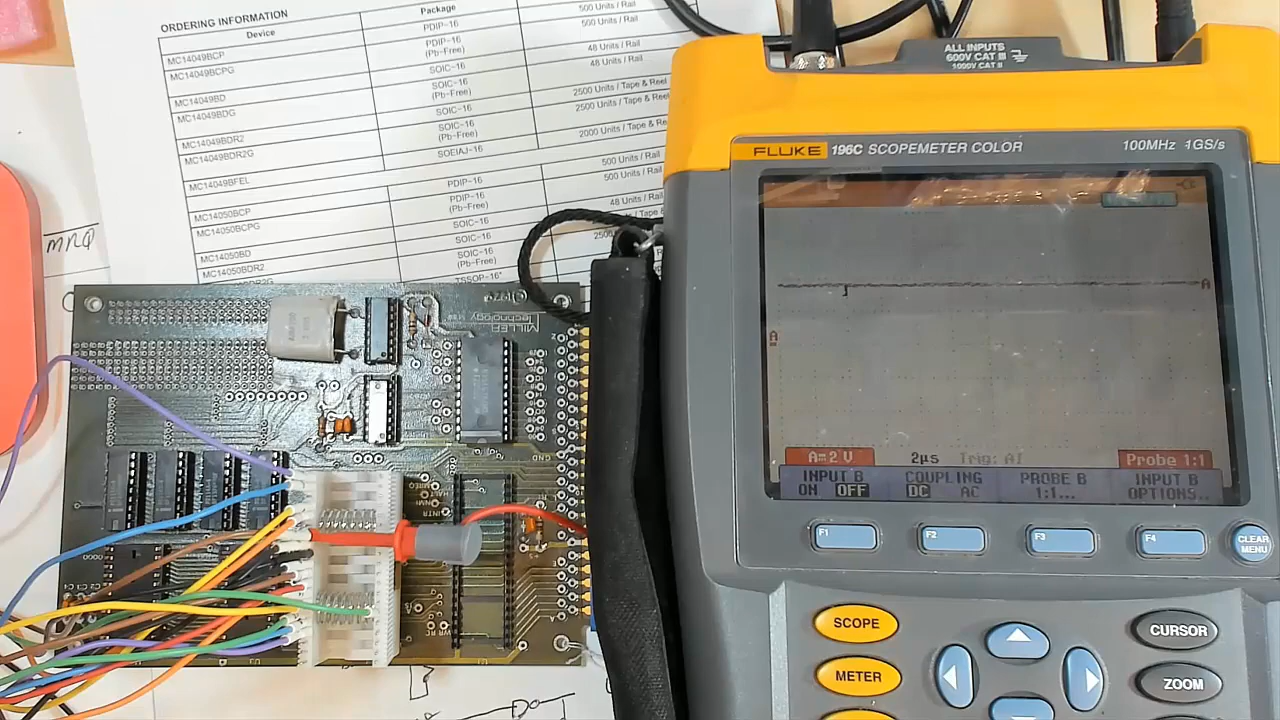 ORDERING INFORMATION
Device Package
MC14049BCP PDIP-16 500 Units / Rail
MC14049BCPG PDIP-16 (Pb-Free) 500 Units / Rail
MC14049BD SOIC-16 48 Units / Rail
MC14049BDG SOIC-16 (Pb-Free) 48 Units / Rail
MC14049BDR2 SOIC-16 2500 Units / Tape & Reel
MC14049BDR2G SOIC-16 (Pb-Free) 2500 Units / Tape & Ree
MC14049BFEL SOEIAJ-16 2000 Units / Tape & R
MC14050BCP PDIP-16 500 Units / Rail
MC14050BCPG PDIP-16 (Pb-Free) 500 Units / Rail
MC14050BD SOIC-16 48 Units / Rail
MC14050BDR2 SOIC-16 (Pb-Free)
TSSOP-16*
MRQ
MILLER
Technology
GND
ALL INPUTS
600V CAT III
1000V CAT II
FLUKE 196C SCOPEMETER COLOR 100MHz 1GS/s
A
A
A=2 V 2µs Trig: A Probe 1:1
INPUT B COUPLING PROBE B INPUT B
ON OFF DC AC 1:1... OPTIONS..
F1 F2 F3 F4
CLEAR
MENU
SCOPE
CURSOR
METER
ZOOM